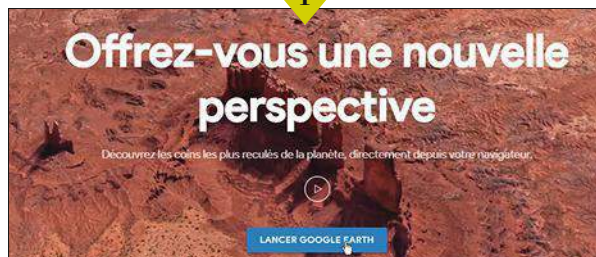 1
Offrez-vous une nouvelle
perspective
Découvrez les coins les plus reculés de la planète, directement depuis votre navigateur.
LANCER GOOGLE EARTH